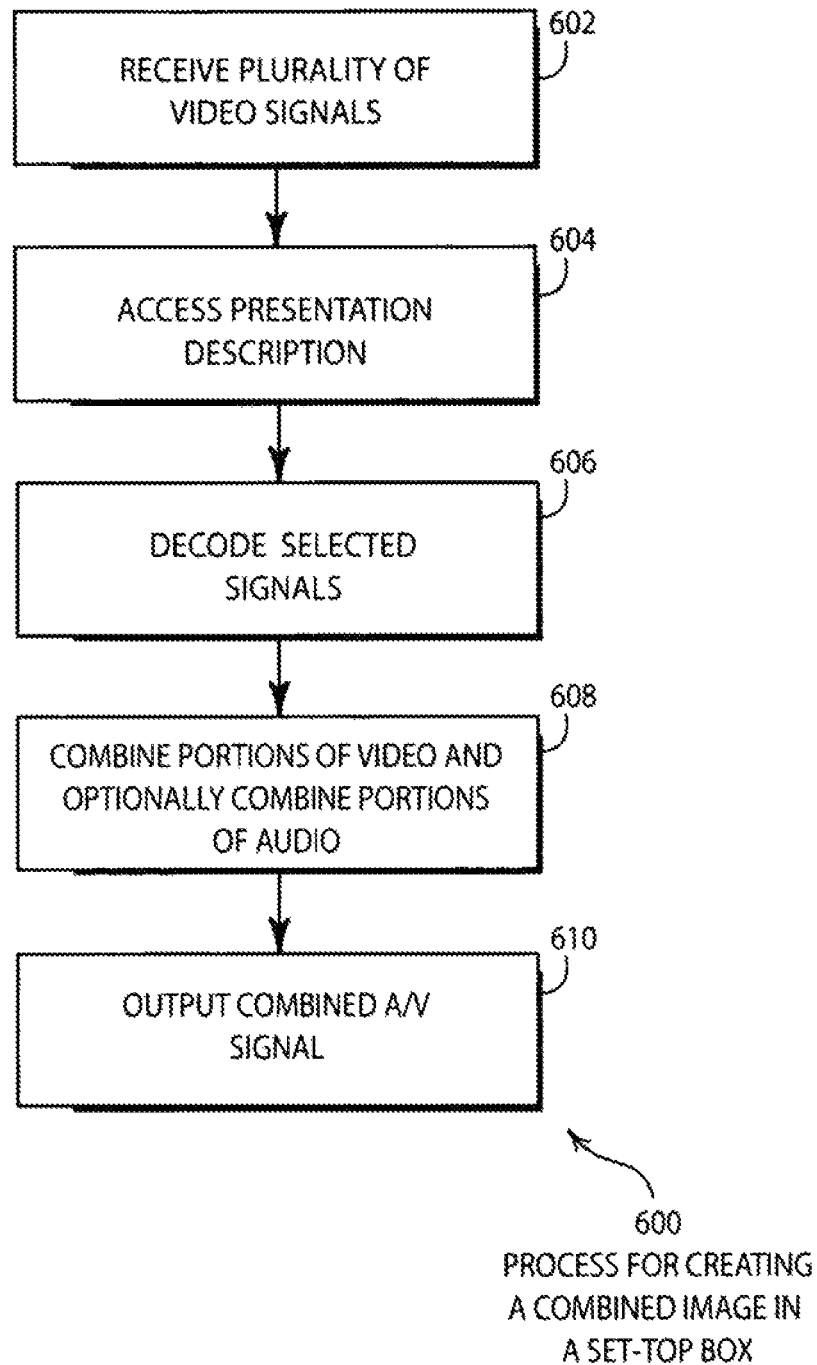 602
RECEIVE PLURALITY OF
VIDEO SIGNALS
604
ACCESS PRESENTATION
DESCRIPTION
606
DECODE SELECTED
SIGNALS
608
COMBINE PORTIONS OF VIDEO AND
OPTIONALLY COMBINE PORTIONS
OF AUDIO
610
OUTPUT COMBINED A/V
SIGNAL
600
PROCESS FOR CREATING
A COMBINED IMAGE IN
A SET-TOP BOX